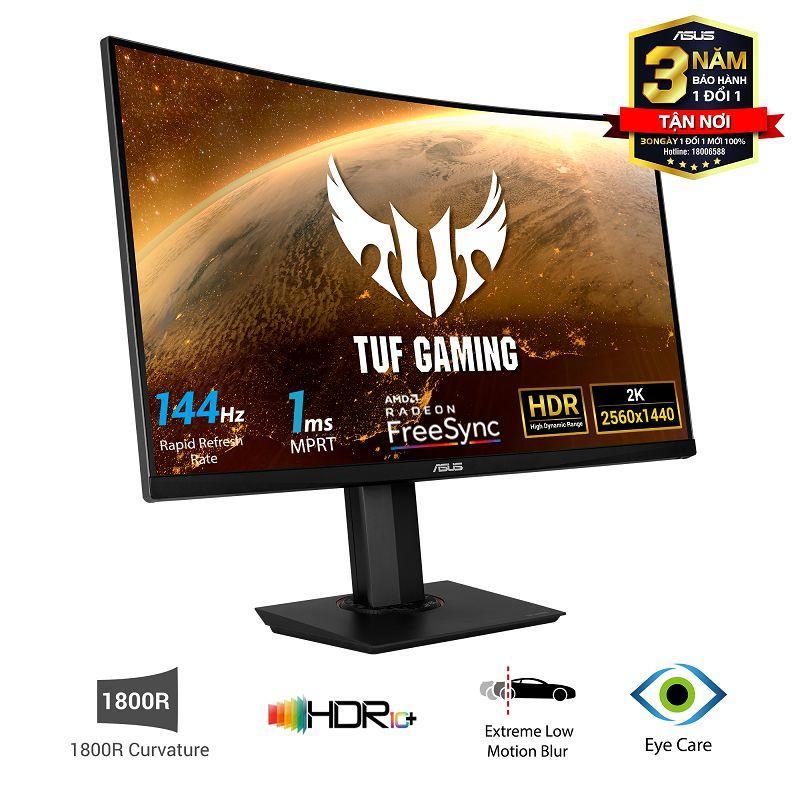 ASUS
3 NĂM
BẢO HÀNH
1 ĐỔI 1
TẬN NƠI
30NGÀY 1 ĐỔI 1 MỚI 100%
Hotline: 18006588
TUF GAMING
144Hz
Rapid Refresh
Rate
1ms
MPRT
AMD
RADEON
FreeSync
HDR
High Dynamic Range
2K
2560x1440
ASUS
1800R
1800R Curvature
HDR10+
Extreme Low
Motion Blur
Eye Care